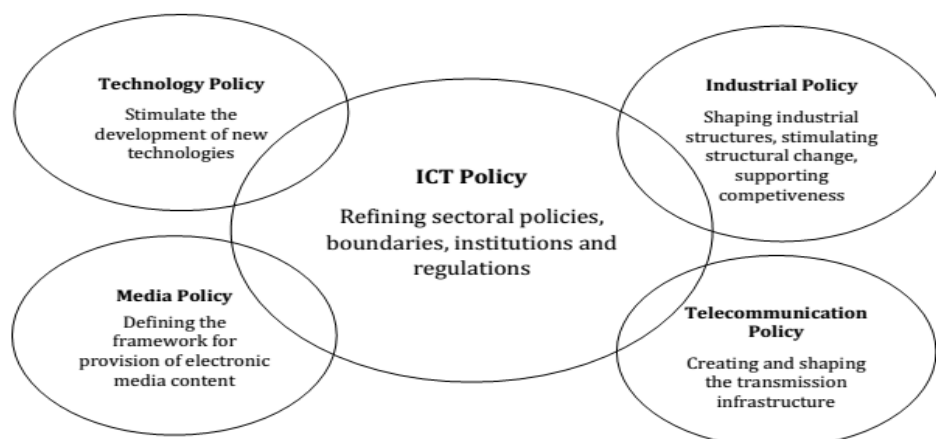 Technology Policy
Stimulate the
development of new
technologies
Industrial Policy
Shaping industrial
structures, stimulating
structural change,
supporting
competiveness
ICT Policy
Refining sectoral policies,
boundaries, institutions and
regulations
Media Policy
Defining the
framework for
provision of electronic
media content
Telecommunication
Policy
Creating and shaping
the transmission
infrastructure